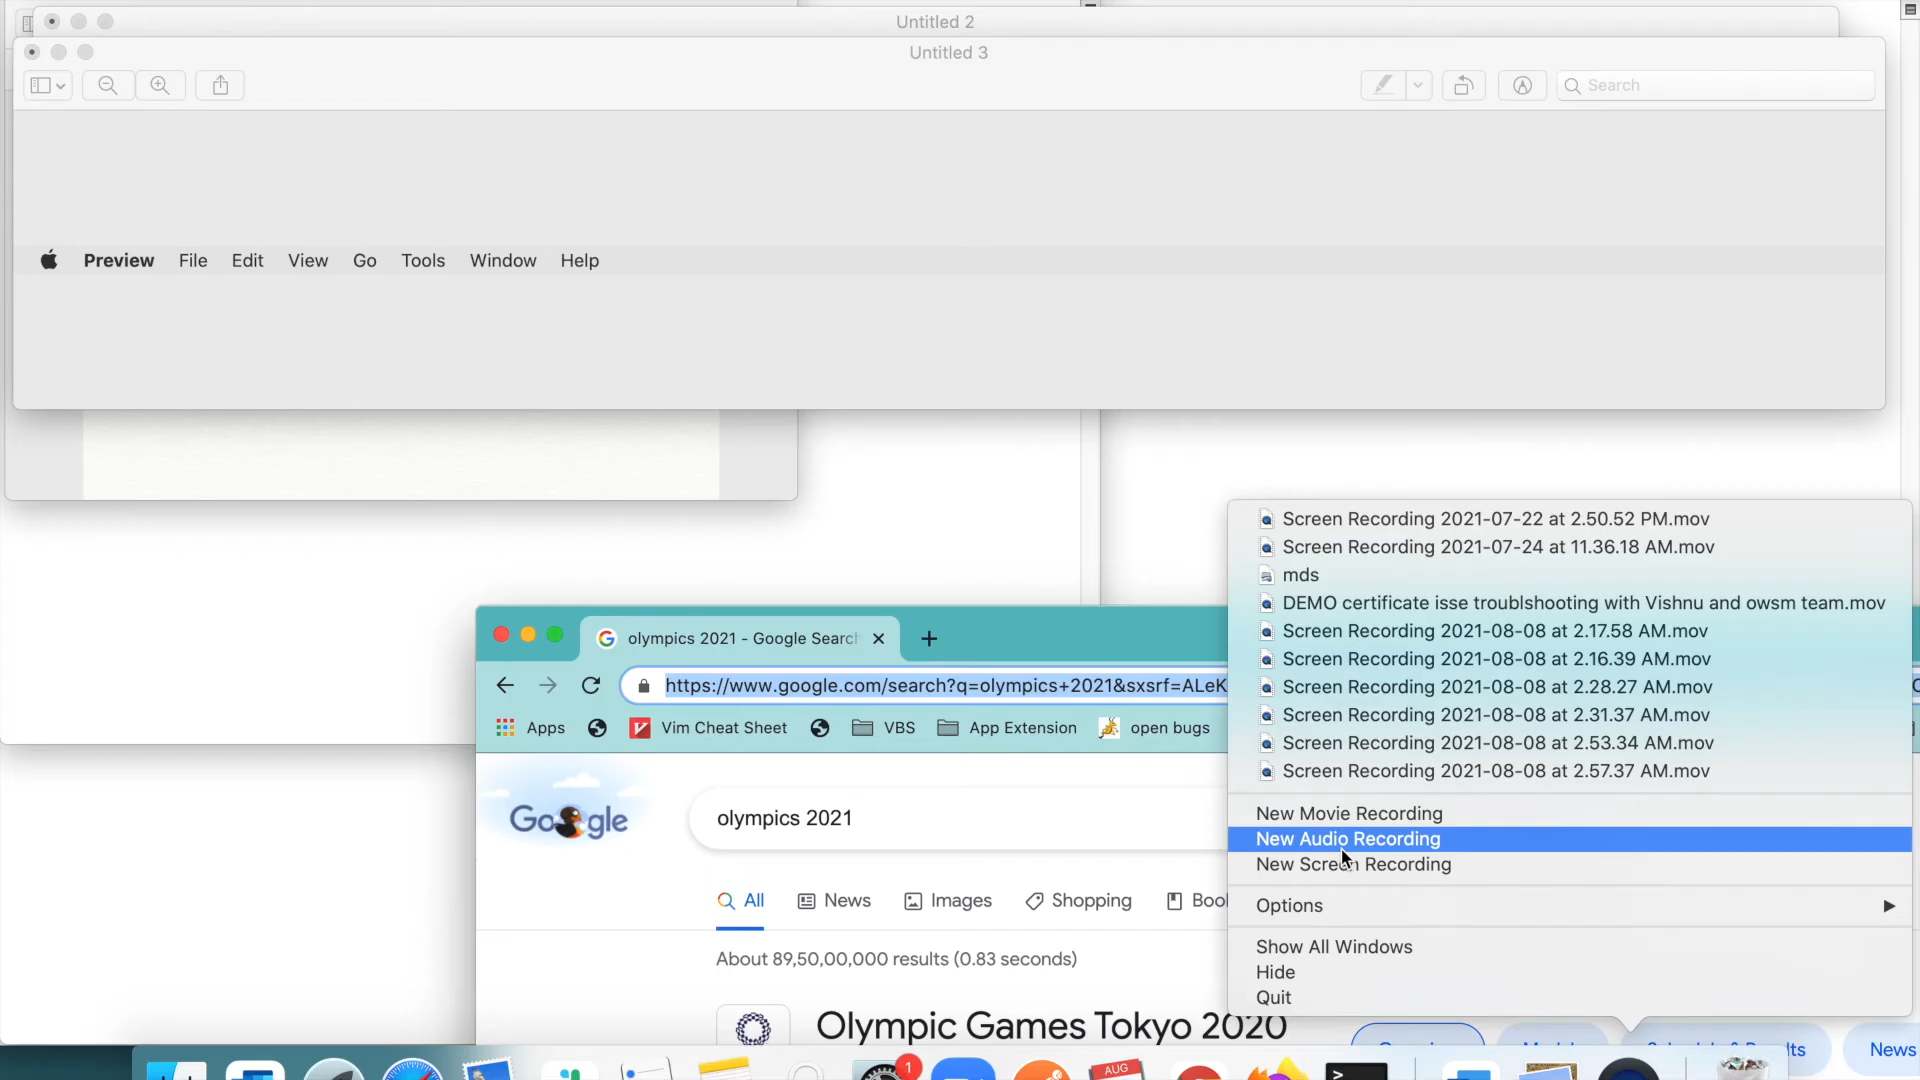 Untitled 2
Untitled 3
Search
Preview File Edit View Go Tools Window Help
Screen Recording 2021-07-22 at 2.50.52 PM.mov
Screen Recording 2021-07-24 at 11.36.18 AM.mov
mds
DEMO certificate isse troublshooting with Vishnu and owsm team.mov
Screen Recording 2021-08-08 at 2.17.58 AM.mov
Screen Recording 2021-08-08 at 2.16.39 AM.mov
Screen Recording 2021-08-08 at 2.28.27 AM.mov
Screen Recording 2021-08-08 at 2.31.37 AM.mov
Screen Recording 2021-08-08 at 2.53.34 AM.mov
Screen Recording 2021-08-08 at 2.57.37 AM.mov
New Movie Recording
New Audio Recording
New Screen Recording
Options
Show All Windows
Hide
Quit
olympics 2021 - Google Search
https://www.google.com/search?q=olympics+2021&sxsrf=ALeK
Apps Vim Cheat Sheet VBS App Extension open bugs
Google
olympics 2021
All News Images Shopping Boo
About 89,50,00,000 results (0.83 seconds)
Olympic Games Tokyo 2020
News
1
AUG